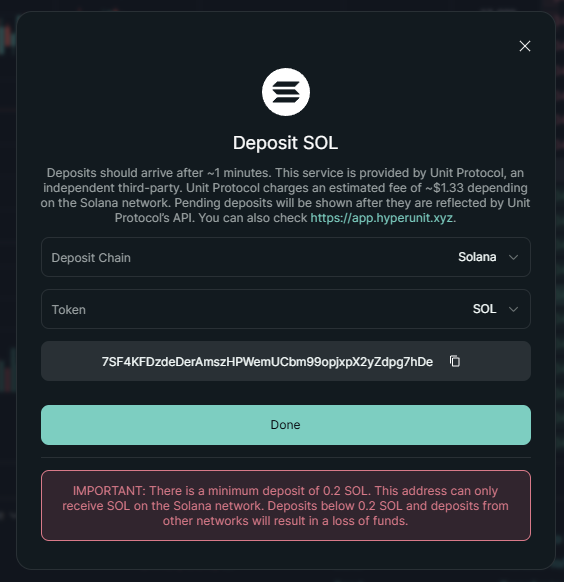 Deposit SOL
Deposits should arrive after ~1 minutes. This service is provided by Unit Protocol, an
independent third-party. Unit Protocol charges an estimated fee of ~$1.33 depending
on the Solana network. Pending deposits will be shown after they are reflected by Unit
Protocol's API. You can also check https://app.hyperunit.xyz.
Deposit Chain Solana
Token SOL
7SF4KFDzdeDerAmszHPWemUCbm99opjxpX2yZdpg7hDe
Done
IMPORTANT: There is a minimum deposit of 0.2 SOL. This address can only
receive SOL on the Solana network. Deposits below 0.2 SOL and deposits from
other networks will result in a loss of funds.